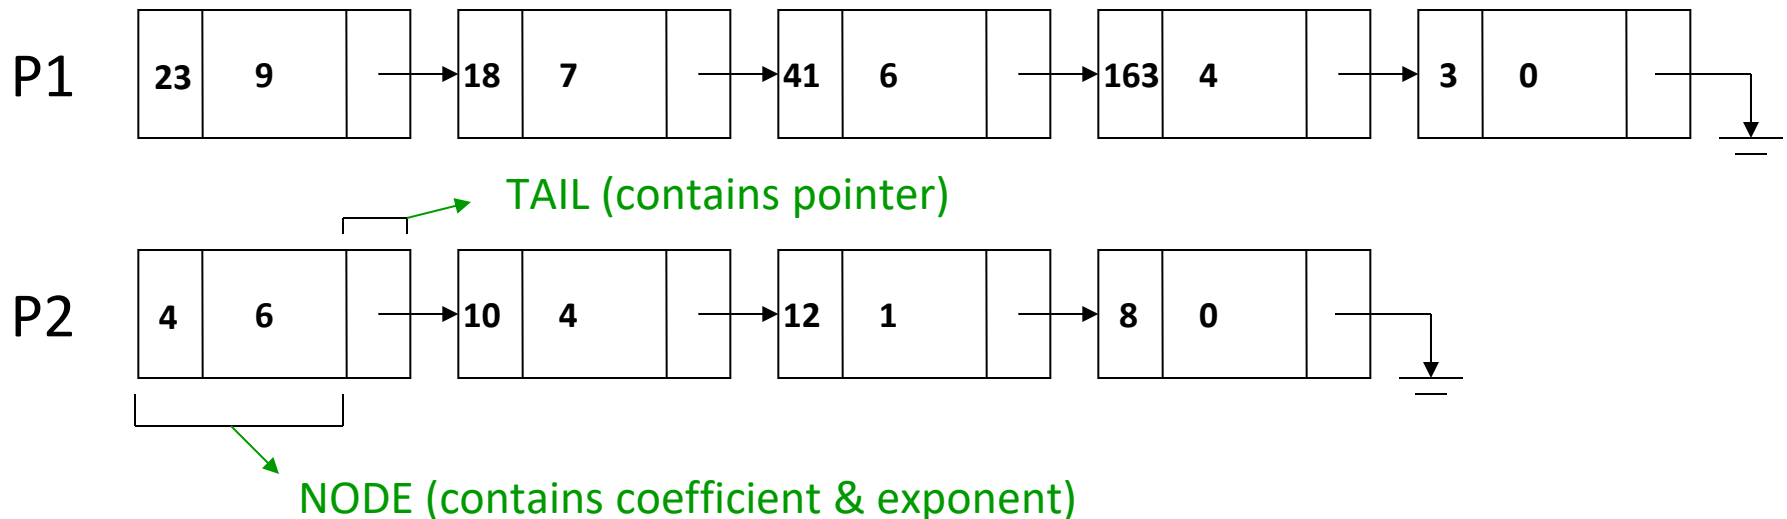 P1 23 9 18 7 41 6 163 4 3 0
TAIL (contains pointer)
P2 4 6 10 4 12 1 8 0
NODE (contains coefficient & exponent)